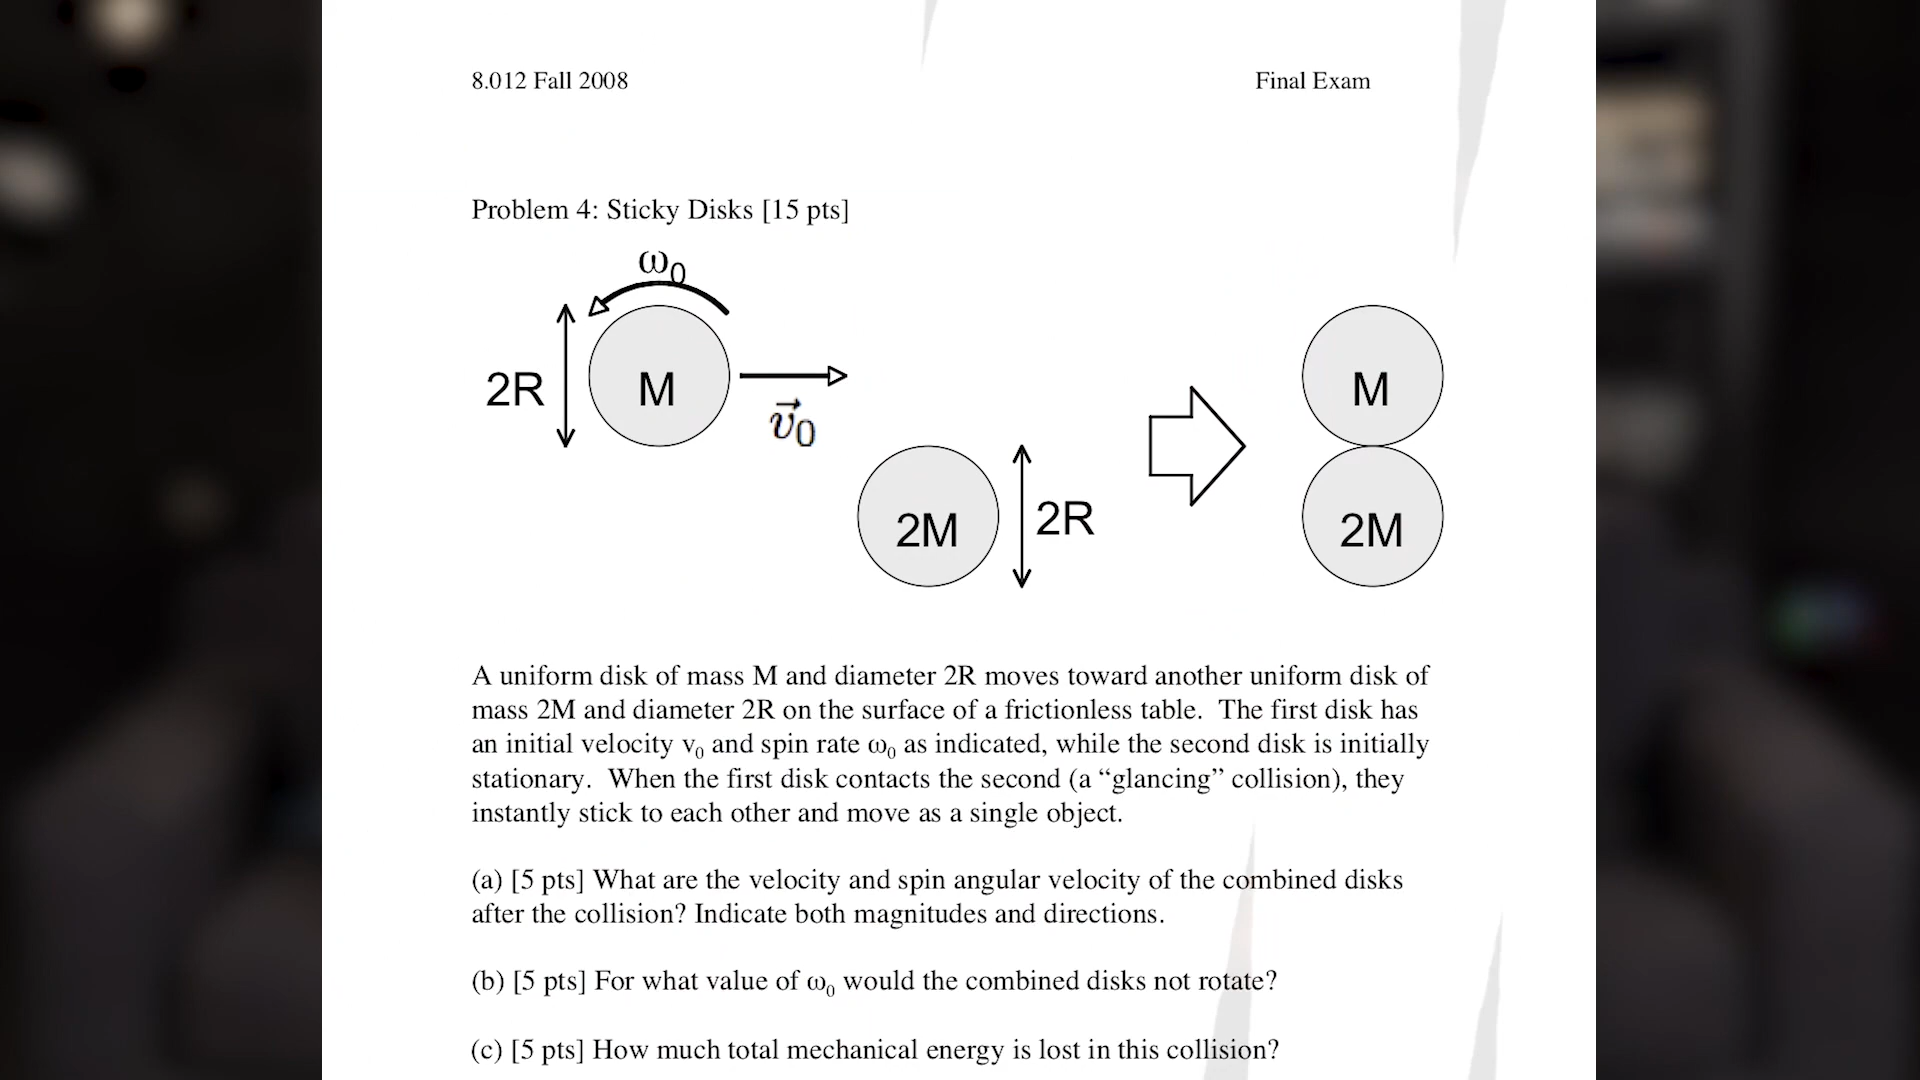 8.012 Fall 2008 Final Exam
Problem 4: Sticky Disks [15 pts]
ω₀
2R
M
v⃗₀
2M
2R
M
2M
A uniform disk of mass M and diameter 2R moves toward another uniform disk of
mass 2M and diameter 2R on the surface of a frictionless table. The first disk has
an initial velocity v₀ and spin rate ω₀ as indicated, while the second disk is initially
stationary. When the first disk contacts the second (a “glancing” collision), they
instantly stick to each other and move as a single object.
(a) [5 pts] What are the velocity and spin angular velocity of the combined disks
after the collision? Indicate both magnitudes and directions.
(b) [5 pts] For what value of ω₀ would the combined disks not rotate?
(c) [5 pts] How much total mechanical energy is lost in this collision?